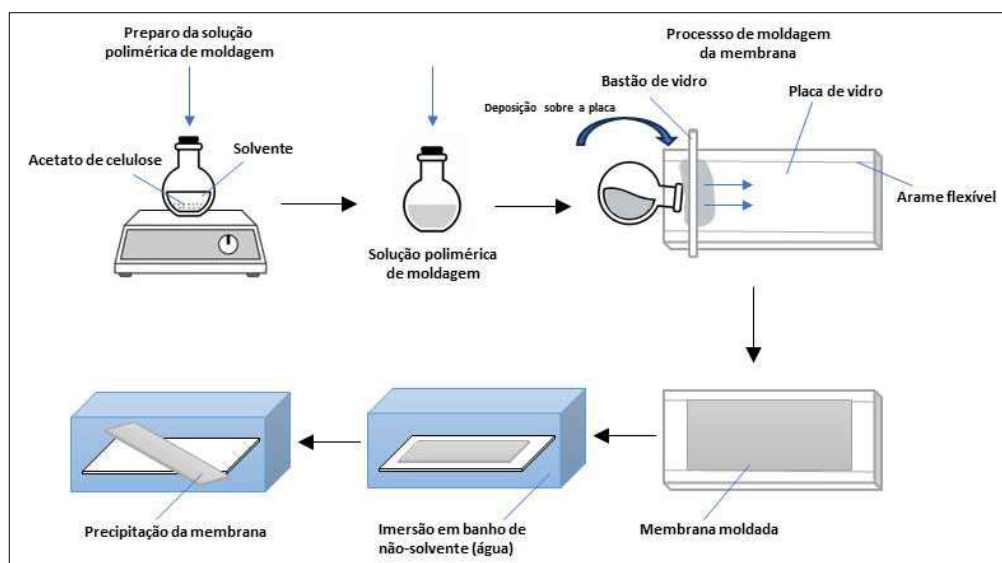 Preparo da solução
polimérica de moldagem
Acetato de celulose
Solvente
Solução polimérica
de moldagem
Processso de moldagem
da membrana
Bastão de vidro
Deposição sobre a placa
Placa de vidro
Arame flexível
Membrana moldada
Imersão em banho de
não-solvente (água)
Precipitação da membrana